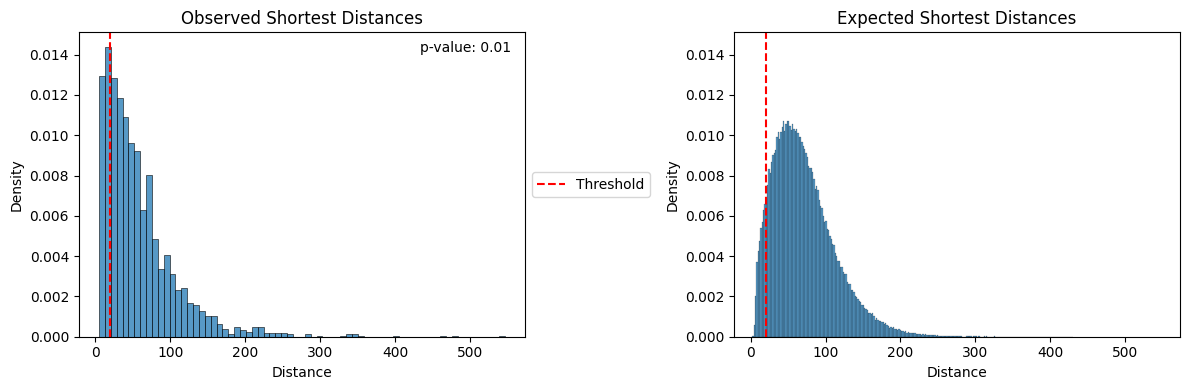 Observed Shortest Distances
p-value: 0.01
0.014
0.012
0.010
0.008
0.006
0.004
0.002
0.000
Density
0 100 200 300 400 500
Distance
Threshold
Expected Shortest Distances
0.014
0.012
0.010
0.008
0.006
0.004
0.002
0.000
Density
0 100 200 300 400 500
Distance